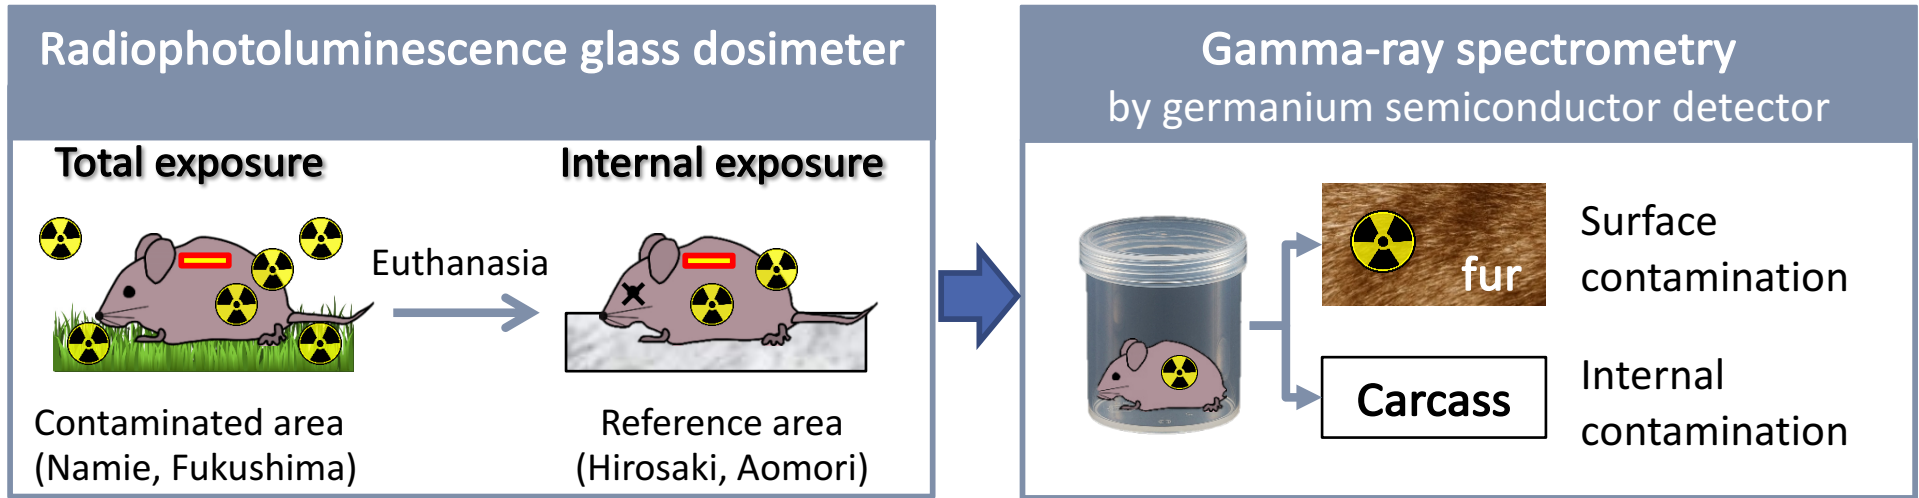 Radiophotoluminescence glass dosimeter
Total exposure
Internal exposure
Euthanasia
Contaminated area
(Namie, Fukushima)
Reference area
(Hirosaki, Aomori)
Gamma-ray spectrometry
by germanium semiconductor detector
fur
Surface
contamination
Carcass
Internal
contamination